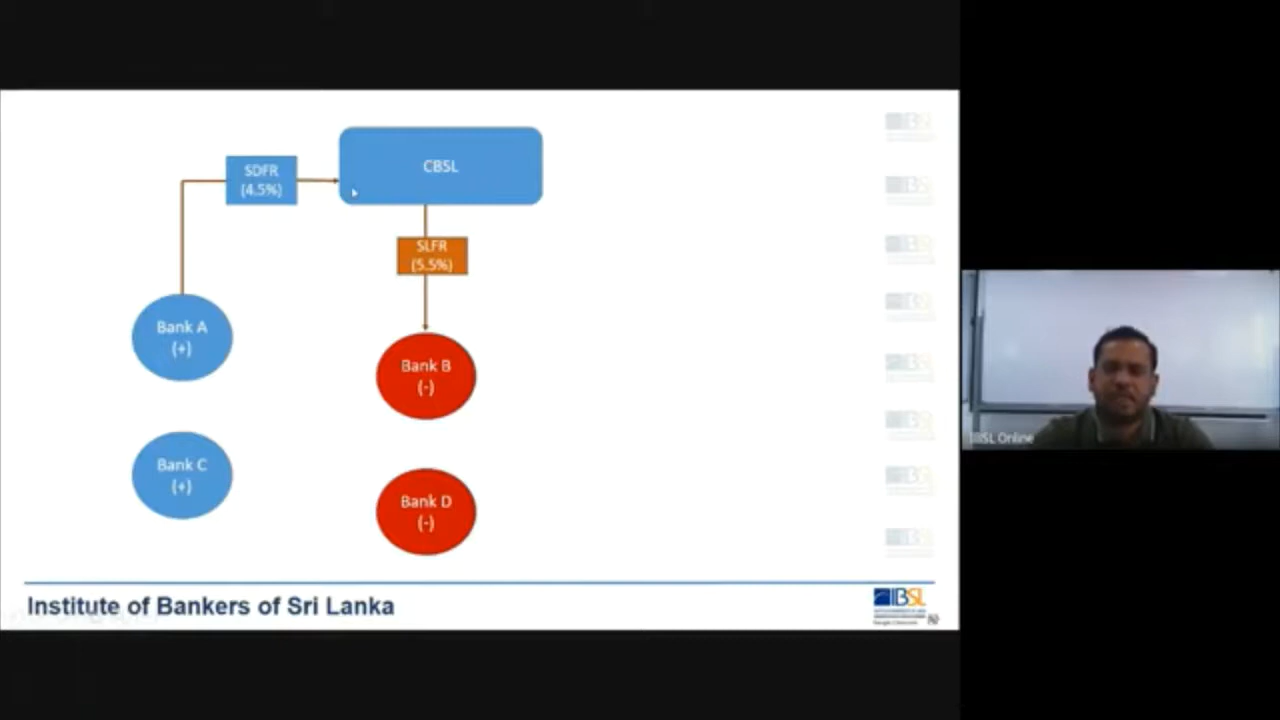 SDFR
(4.5%)
CBSL
SLFR
(5.5%)
Bank A
(+)
Bank B
(-)
Bank C
(+)
Bank D
(-)
Institute of Bankers of Sri Lanka
IBSL
IBSL Online